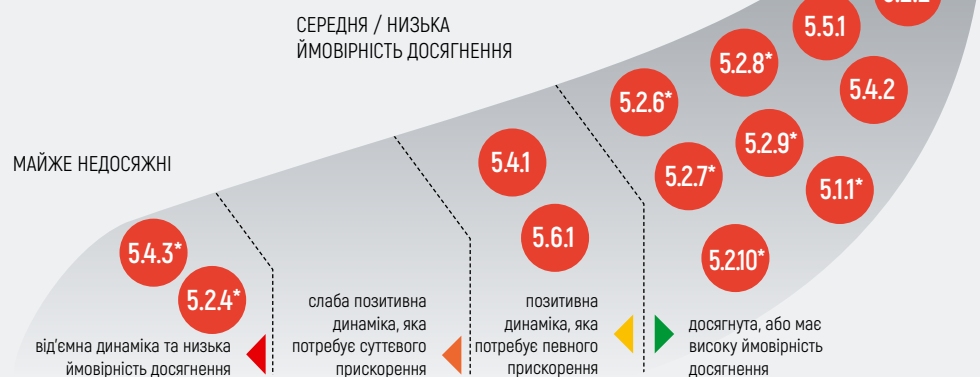 СЕРЕДНЯ / НИЗЬКА
ЙМОВІРНІСТЬ ДОСЯГНЕННЯ
МАЙЖЕ НЕДОСЯЖНІ
5.5.1
5.2.8*
5.4.2
5.2.6*
5.2.9*
5.4.1
5.2.7*
5.1.1*
5.6.1
5.4.3*
5.2.10*
5.2.4*
від'ємна динаміка та низька
ймовірність досягнення
слаба позитивна
динаміка, яка
потребує суттєвого
прискорення
позитивна
динаміка, яка
потребує певного
прискорення
досягнута, або має
високу ймовірність
досягнення